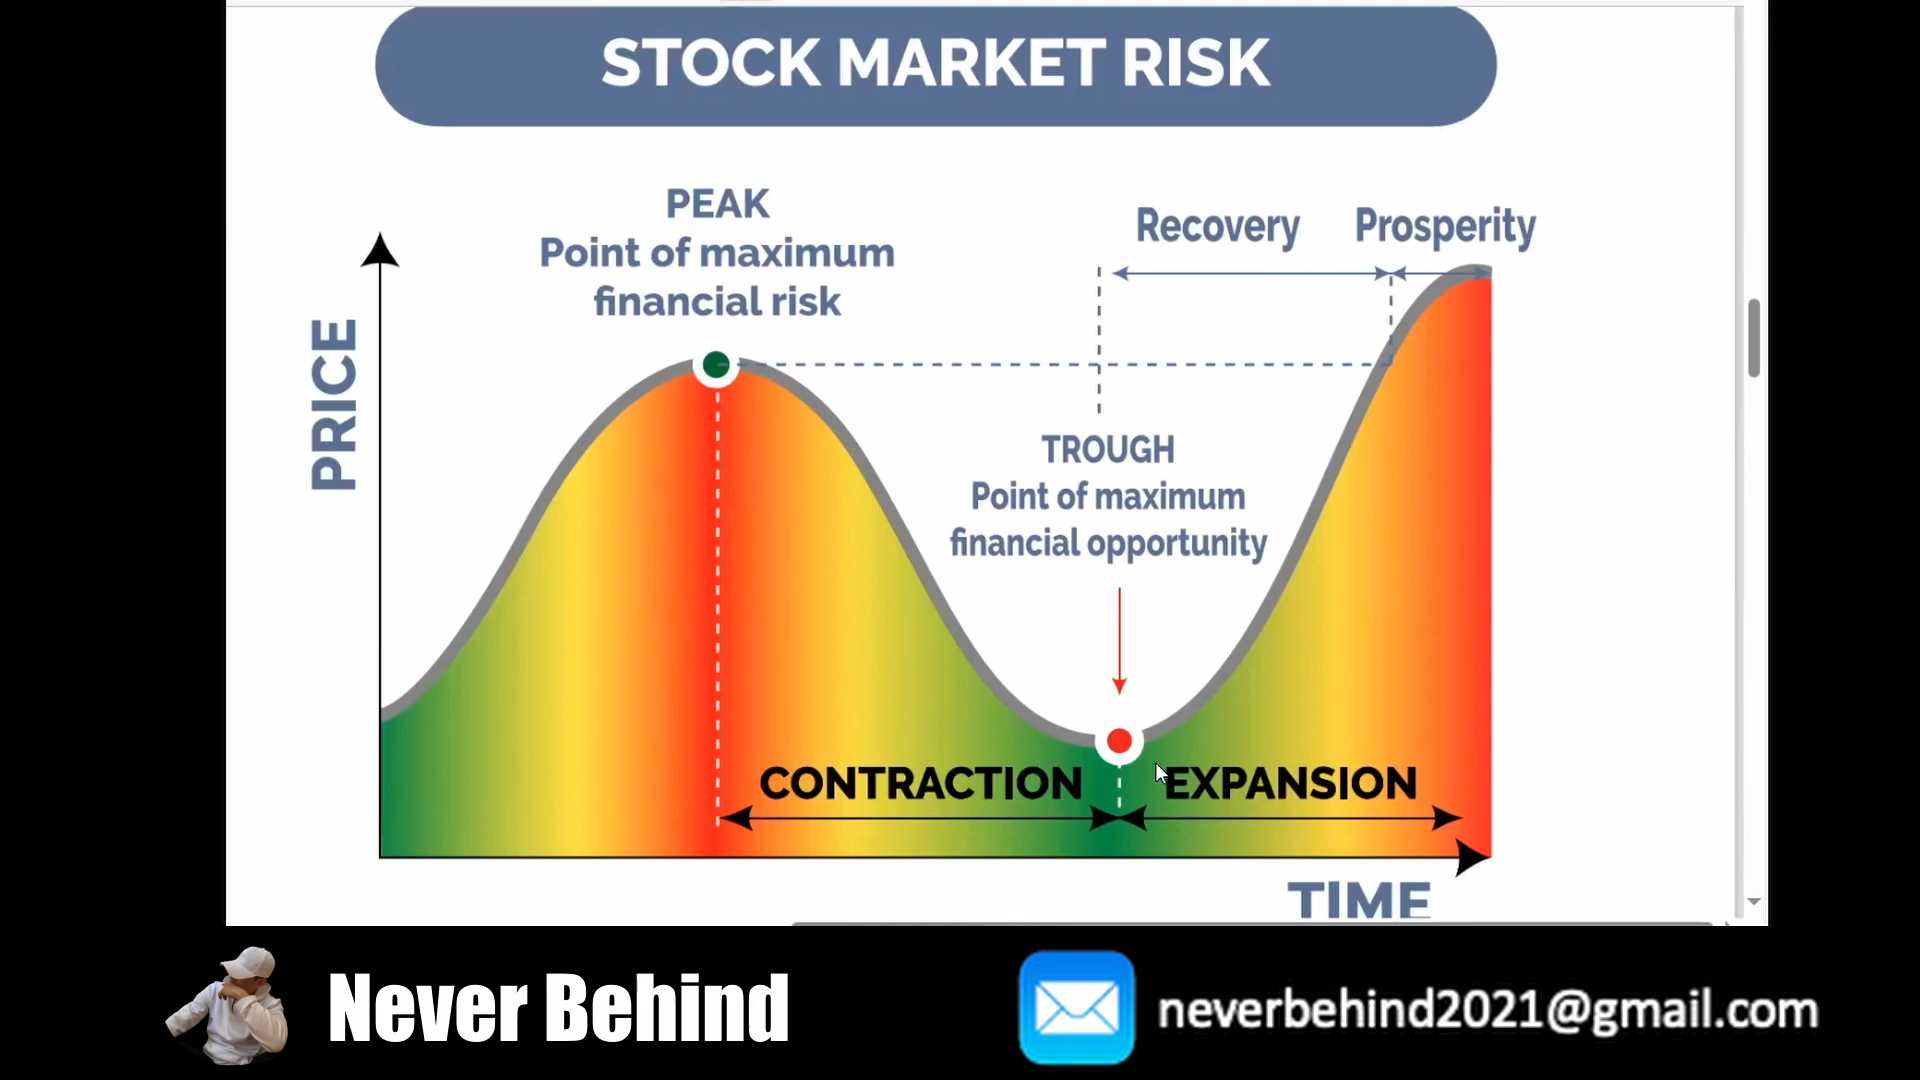 STOCK MARKET RISK
PEAK
Point of maximum
financial risk
Recovery
Prosperity
PRICE
TROUGH
Point of maximum
financial opportunity
CONTRACTION
EXPANSION
TIME
Never Behind
neverbehind2021@gmail.com